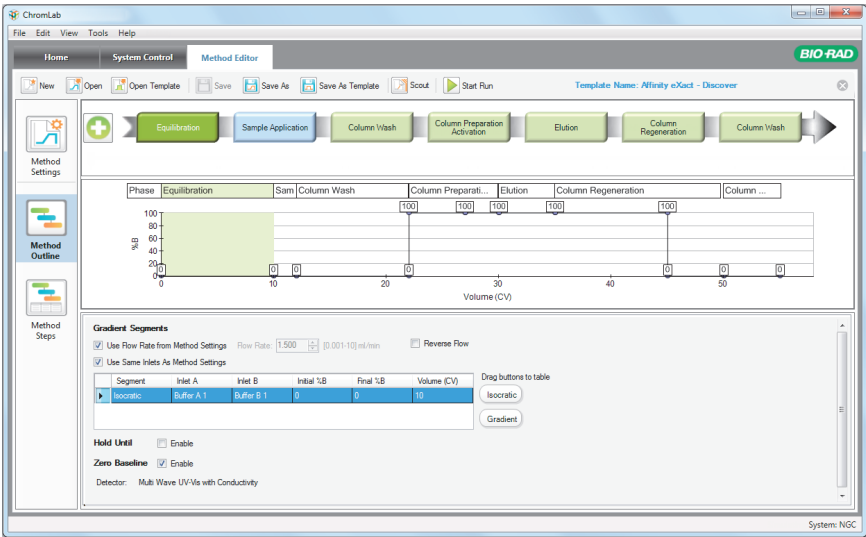 ChromLab
File Edit View Tools Help
Home System Control Method Editor
BIO-RAD
New Open Open Template Save Save As Save As Template Scout Start Run Template Name: Affinity eXact - Discover
Method
Settings
Method
Outline
Method
Steps
Equilibration Sample Application Column Wash Column Preparation Activation Elution Column Regeneration Column Wash
Phase Equilibration Sam Column Wash Column Preparati... Elution Column Regeneration Column ...
100 100 100 100 100
100
80
60
40
20
%B
0 0 0 0 0 0 0
0 10 20 30 40 50
Volume (CV)
Gradient Segments
Use Flow Rate from Method Settings Flow Rate: 1.500 [0.001-10] ml/min Reverse Flow
Use Same Inlets As Method Settings
Segment Inlet A Inlet B Initial %B Final %B Volume (CV)
Isocratic Buffer A 1 Buffer B 1 0 0 10
Drag buttons to table
Isocratic
Gradient
Hold Until Enable
Zero Baseline Enable
Detector: Multi Wave UV-Vis with Conductivity
System: NGC